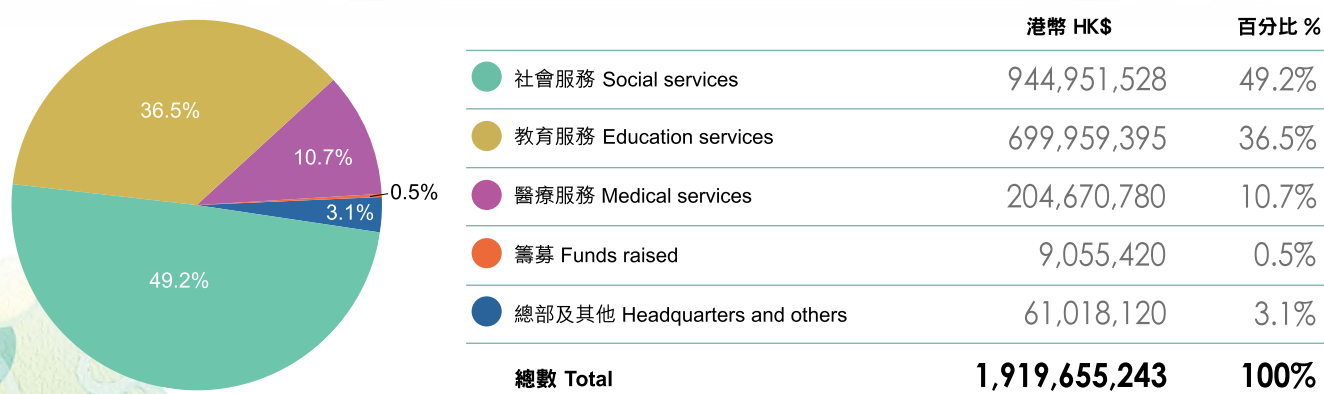 36.5%
10.7%
0.5%
3.1%
49.2%
港幣 HK$ 百分比 %
社會服務 Social services 944,951,528 49.2%
教育服務 Education services 699,959,395 36.5%
醫療服務 Medical services 204,670,780 10.7%
籌募 Funds raised 9,055,420 0.5%
總部及其他 Headquarters and others 61,018,120 3.1%
總數 Total 1,919,655,243 100%